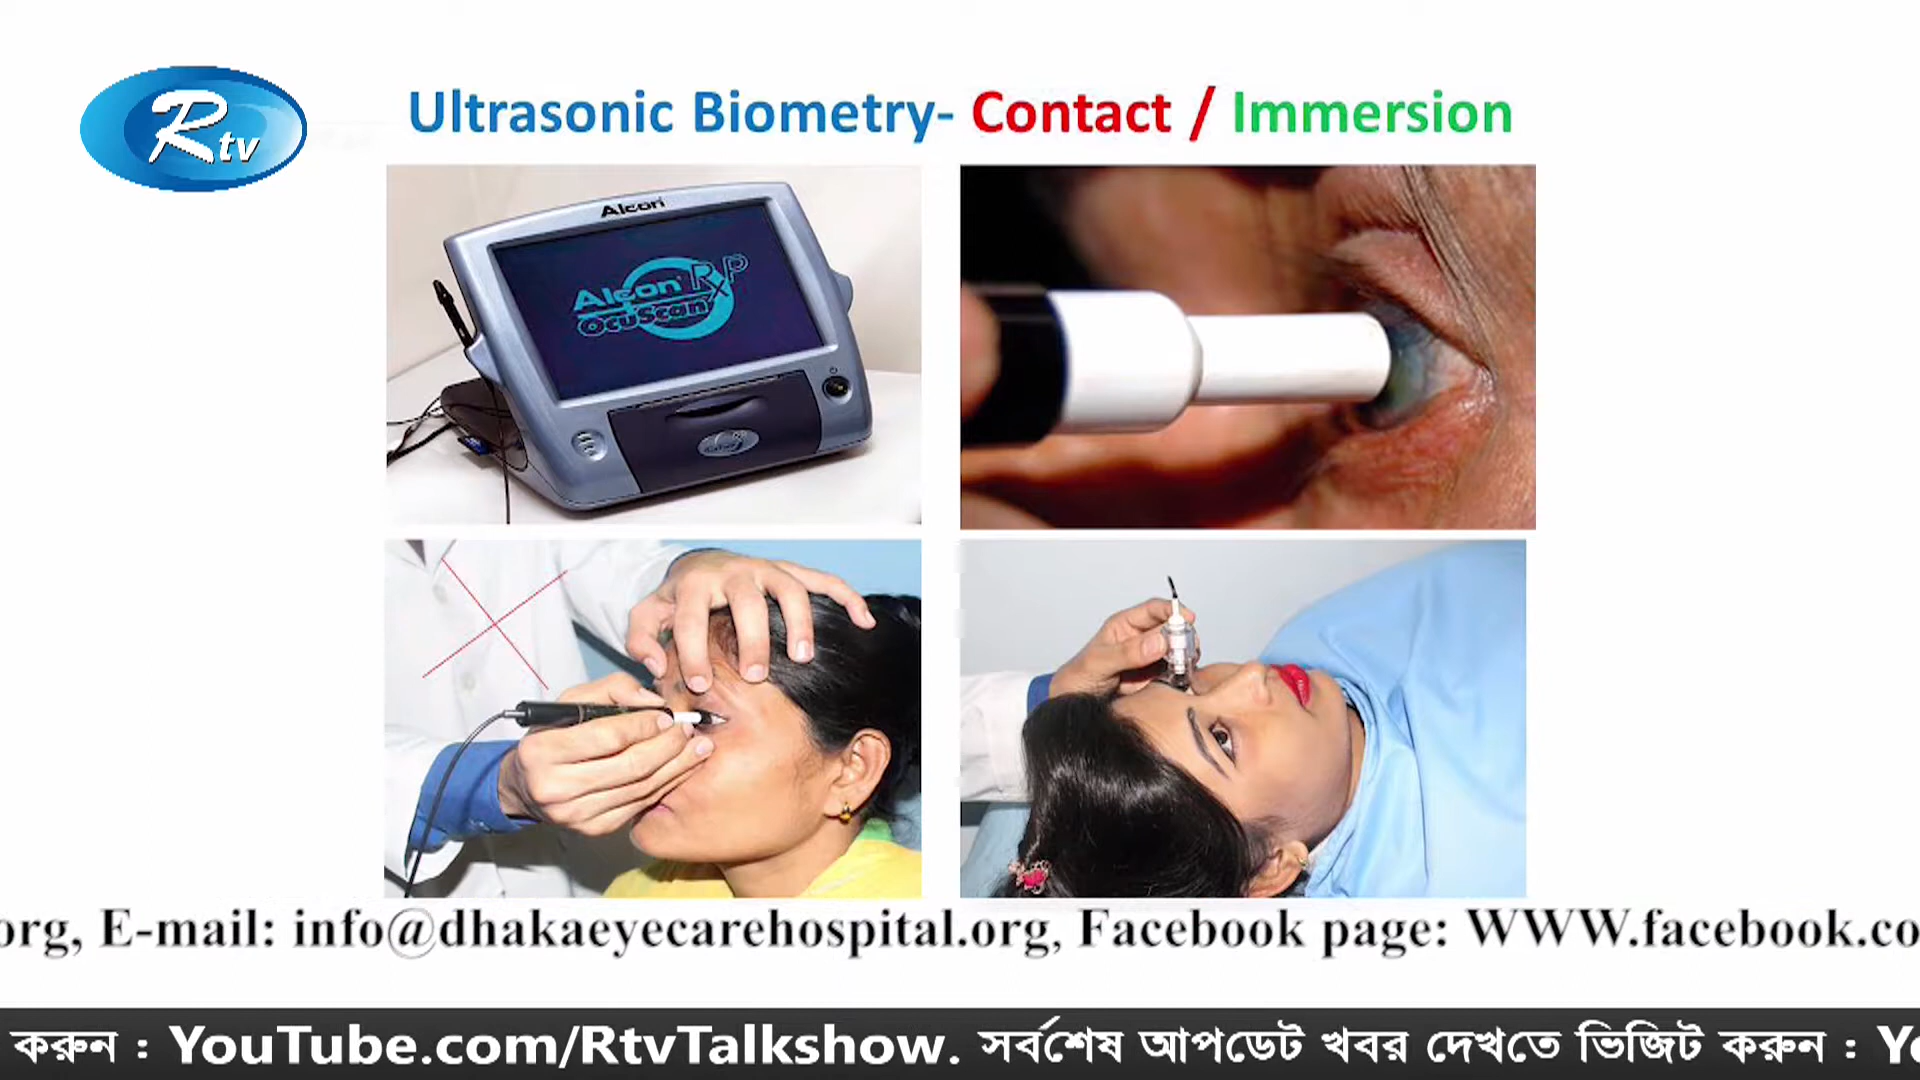 Rtv
Ultrasonic Biometry- Contact / Immersion
Alcon
Alcon RxP
OcuScan
org, E-mail: info@dhakaeyecarehospital.org, Facebook page: WWW.facebook.co
করুন : YouTube.com/RtvTalkshow. সর্বশেষ আপডেট খবর দেখতে ভিজিট করুন : Yo